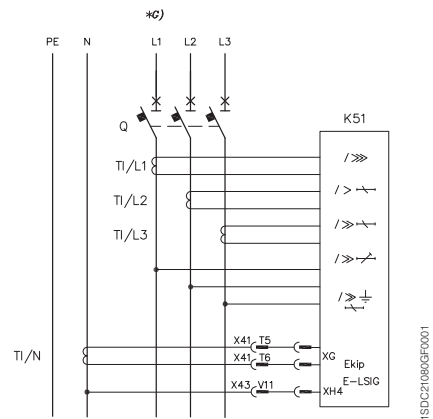 *G)
PE N L1 L2 L3
Q
K51
TI/L1
/ >>>
TI/L2
/ >
TI/L3
/ >>
/ >>
/ >>
X41 T5
XG
X41 T6
TI/N
Ekip
E-LSIG
X43 V11
XH4
1SDC21080GF0001